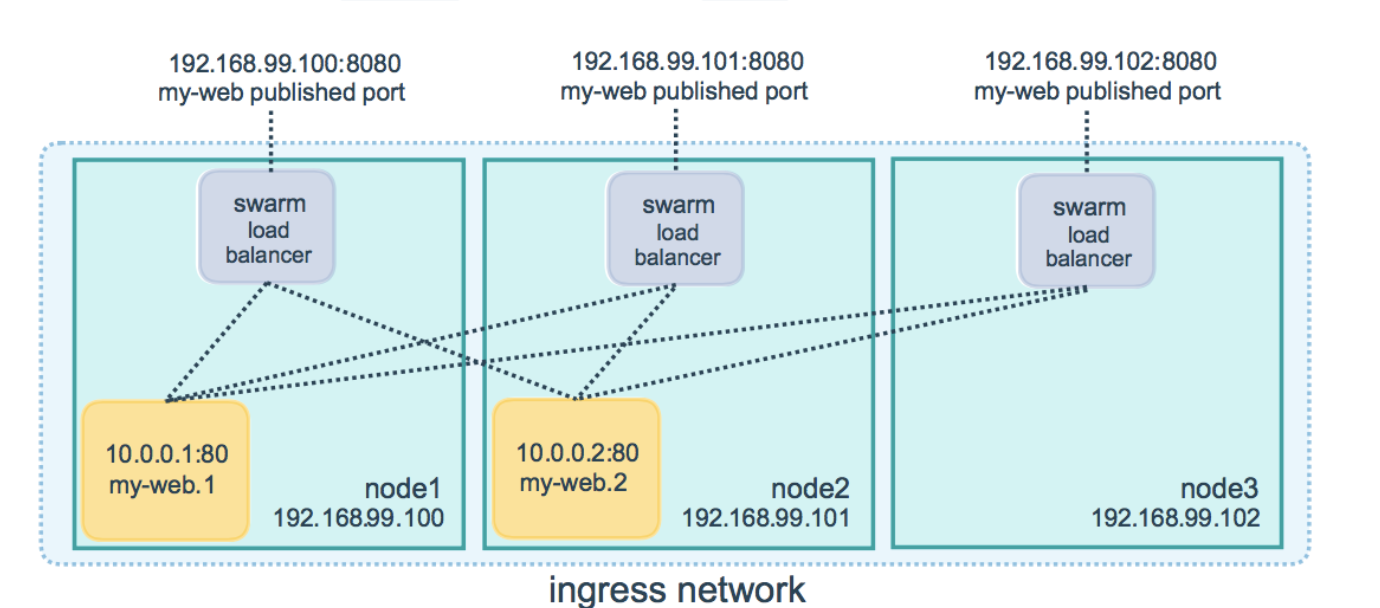 192.168.99.100:8080
my-web published port
192.168.99.101:8080
my-web published port
192.168.99.102:8080
my-web published port
swarm
load
balancer
swarm
load
balancer
swarm
load
balancer
10.0.0.1:80
my-web.1
node1
192.168.99.100
10.0.0.2:80
my-web.2
node2
192.168.99.101
node3
192.168.99.102
ingress network